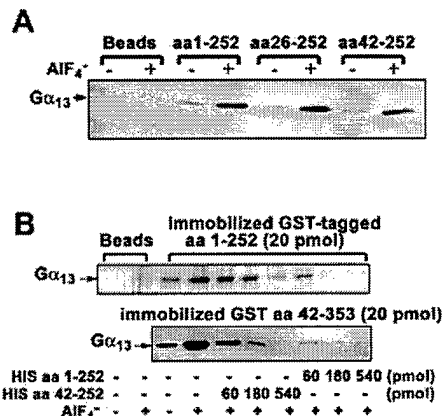 A
Beads aa1-252 aa26-252 aa42-252
AlF4- - + - + - + - +
Gα13
B
immobilized GST-tagged
Beads aa 1-252 (20 pmol)
Gα13
immobilized GST aa 42-353 (20 pmol)
Gα13
HIS aa 1-252 - - - - - - - 60 180 540 (pmol)
HIS aa 42-252 - - - - 60 180 540 - - - (pmol)
AlF4- - + - + + + + + + +